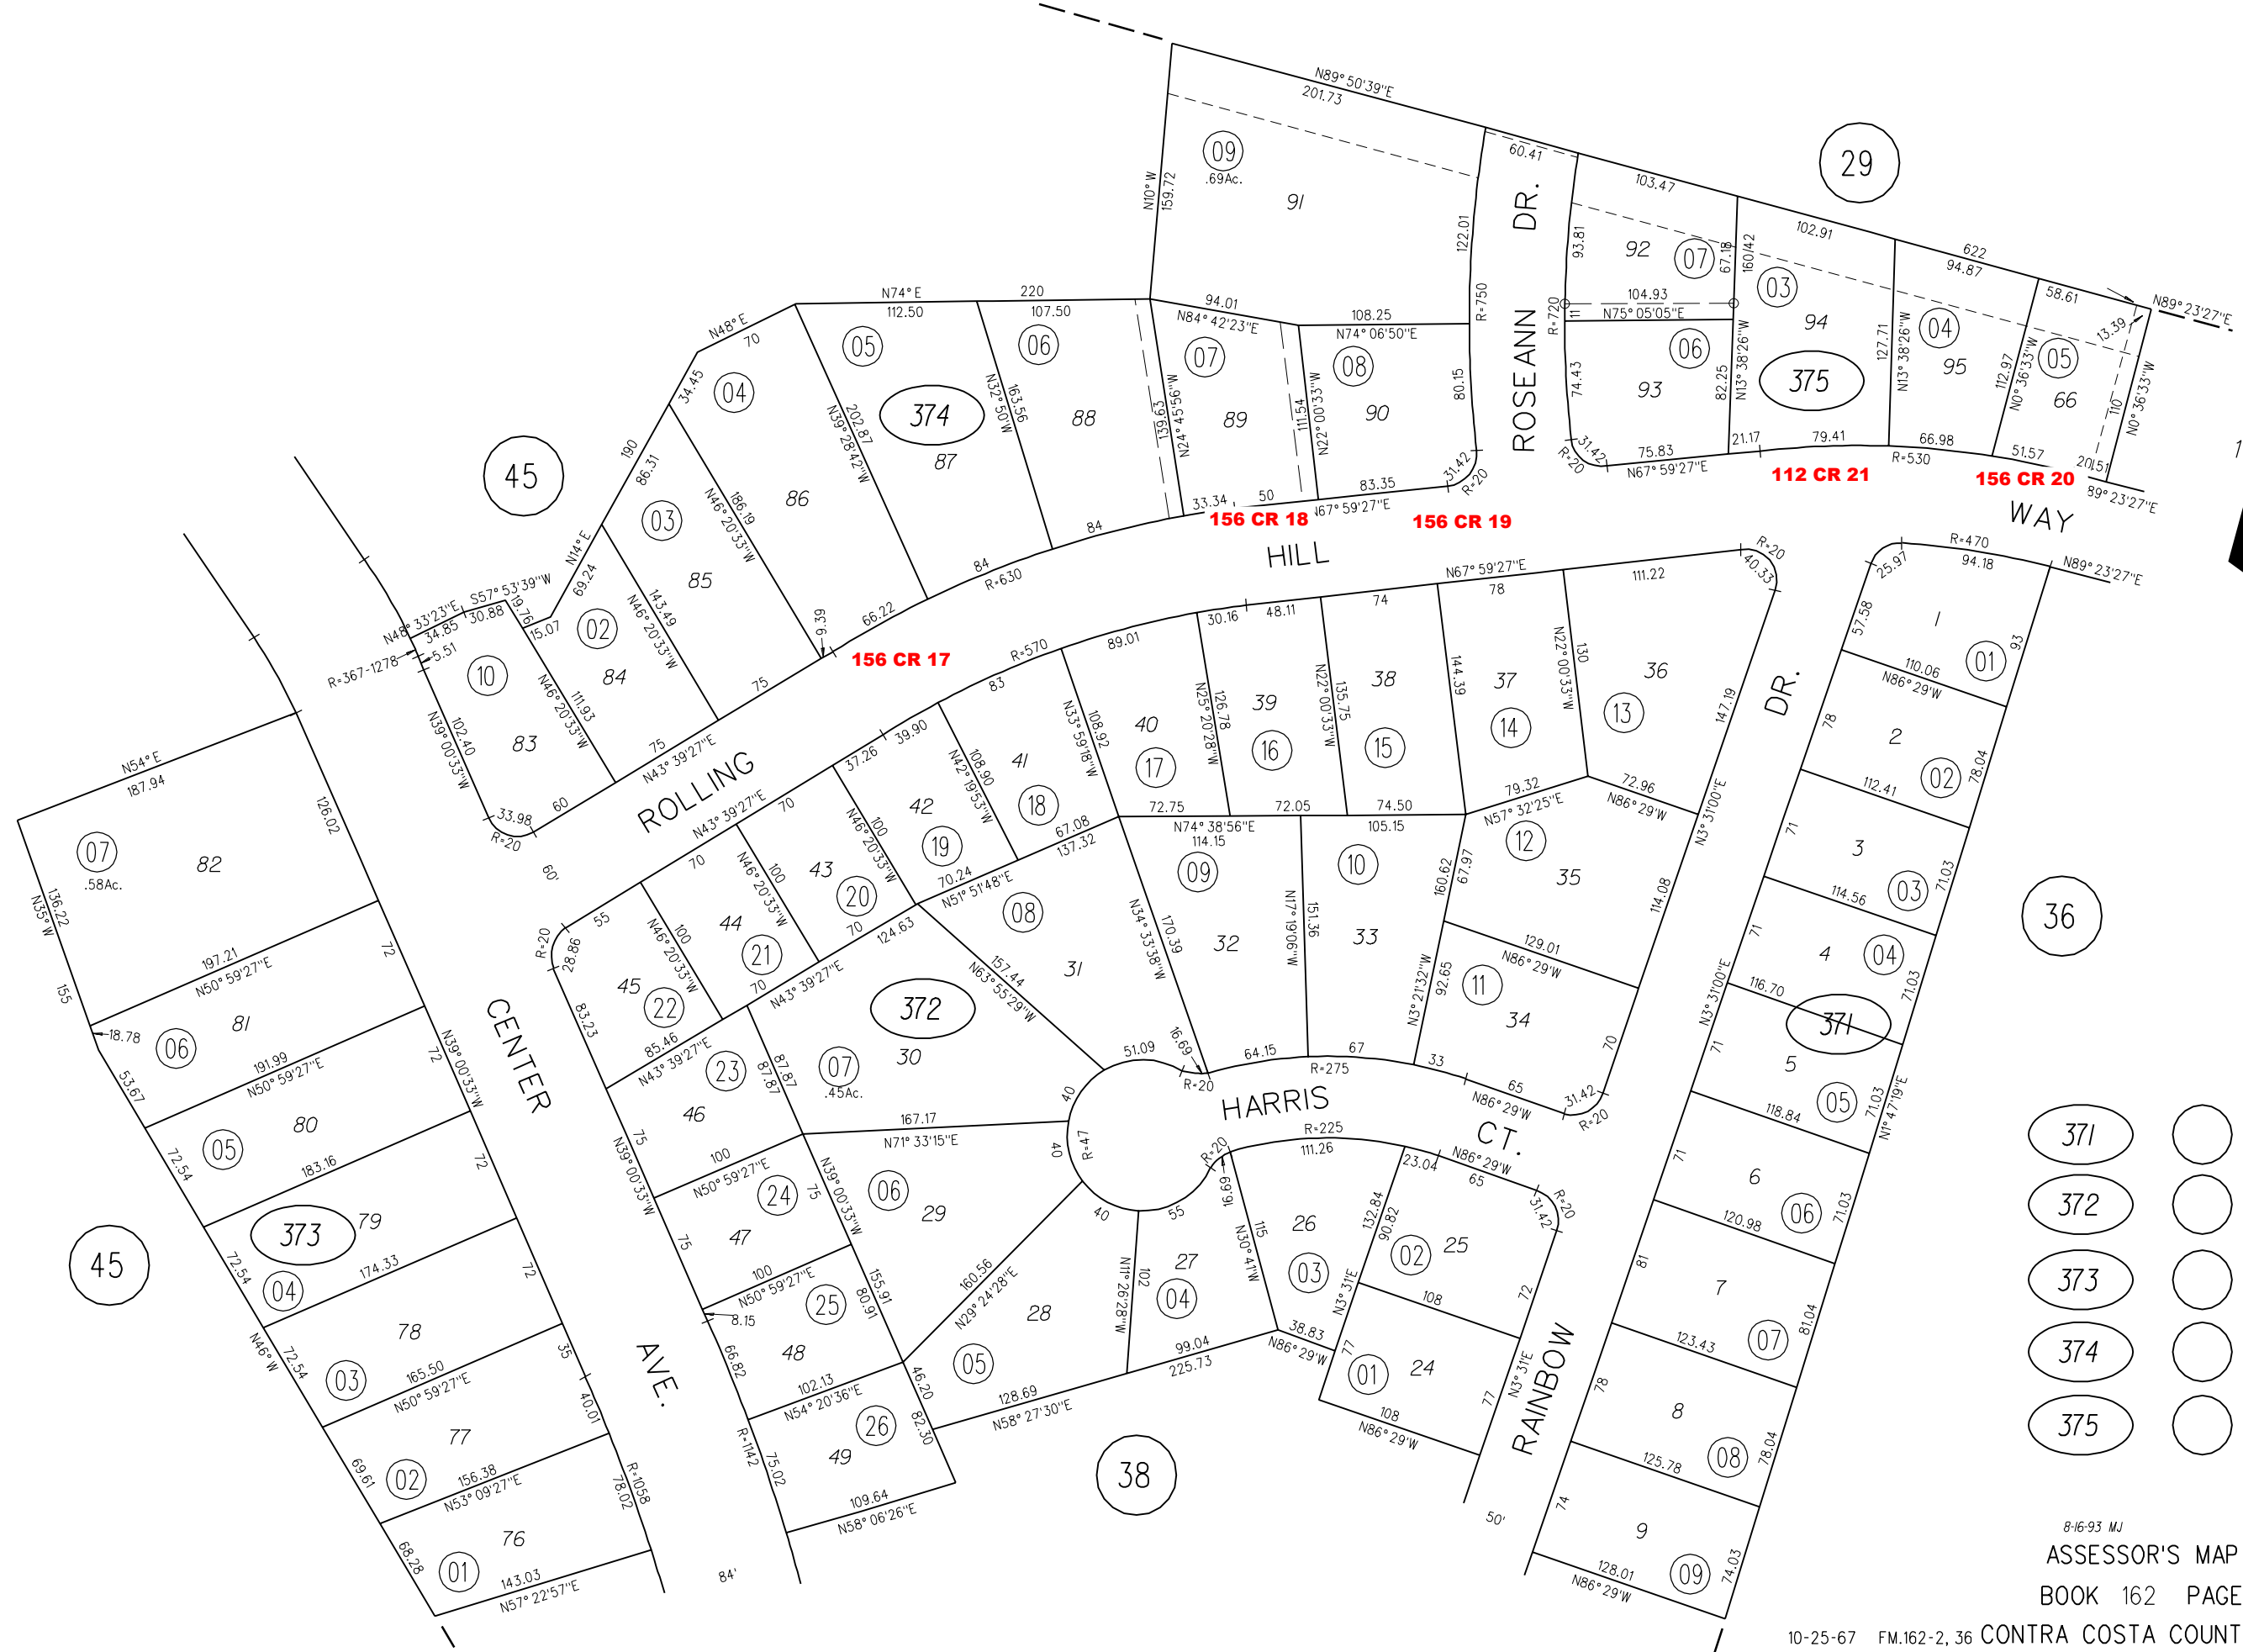 N89°50'39"E
201.73
29
09
.69Ac.
91
N10°W
159.72
122.01
R=750
60.41
ROSEANN DR.
103.47
93.81
92
07
67.18
160.42
104.93
N75°05'05"E
R=720
111
74.43
06
93
82.25
N13°38'26"W
31.42
R=20
75.83
N67°59'27"E
102.91
03
94
375
127.71
N13°38'26"W
21.17
79.41
112 CR 21
622
94.87
04
95
112.97
N0°36'33"W
66.98
R=530
58.61
05
66
13.39
N89°23'27"E
110
N0°36'33"W
51.57
20.51
156 CR 20
89°23'27"E
WAY
N74°E
220
112.50
107.50
N48°E
70
34.45
04
05
06
374
87
88
202.87
N39°28'42"W
163.56
N32°50'W
94.01
N84°42'23"E
108.25
N74°06'50"E
07
08
89
90
139.63
N24°45'56"W
111.54
N22°00'33"W
80.15
31.42
R=20
33.34
50
83.35
N67°59'27"E
156 CR 18
156 CR 19
HILL
45
190
86.31
03
85
86
186.19
N46°20'33"W
N14°E
69.24
143.49
N46°20'33"W
02
84
84
84
R=630
66.22
9.39
156 CR 17
S57°53'39"W
N48°33'23"E
34.85
30.88
19.76
15.07
R=367-1278
5.51
10
83
102.40
N39°00'33"W
111.93
N46°20'33"W
75
75
N43°39'27"E
60
33.98
R=20
ROLLING
60'
N67°59'27"E
R=20
40.33
111.22
78
74
48.11
30.16
89.01
R=570
83
39.90
37.26
70
N43°39'27"E
70
55
R=20
28.86
36
13
37
14
38
15
39
16
40
17
41
18
42
19
43
20
44
21
45
22
130
N22°00'33"W
144.39
135.75
N22°00'33"W
126.78
N25°20'28"W
108.92
N33°59'18"W
108.90
N42°19'53"W
100
N46°20'33"W
100
N46°20'33"W
100
N46°20'33"W
147.19
N3°31'00"E
72.96
N86°29'W
79.32
N57°32'25"E
72.75
72.05
74.50
N74°38'56"E
114.15
105.15
67.08
137.32
70.24
N51°51'48"E
70
124.63
70
N43°39'27"E
85.46
N43°39'27"E
83.23
12
35
114.08
160.62
67.97
129.01
N86°29'W
11
34
92.65
N3°21'32"W
70
31.42
R=20
10
33
151.36
N17°19'06"W
09
32
170.39
N34°33'38"W
08
31
157.44
N63°55'29"W
372
30
07
.45Ac.
87.87
87.87
167.17
N71°33'15"E
51.09
16.69
R=20
64.15
67
R=275
33
65
N86°29'W
HARRIS CT.
40
40
R=47
40
55
R=20
16.69
R=225
111.26
23.04
N86°29'W
65
R=20
31.42
23
46
24
47
25
48
26
49
75
N39°00'33"W
75
100
N50°59'27"E
100
N50°59'27"E
N39°00'33"W
75
155.91
80.91
8.15
66.82
102.13
N54°20'36"E
R=1142
75.02
46.20
82.30
109.64
N58°06'26"E
06
29
160.56
N29°24'28"E
28
05
128.69
N58°27'30"E
99.04
225.73
N11°26'28"W
102
27
04
115
N30°41'W
26
03
38.83
N86°29'W
132.84
90.82
N3°31'E
77
02
25
108
72
01
24
N3°31'E
77
108
N86°29'W
38
RAINBOW DR.
50'
R=470
94.18
N89°23'27"E
25.97
57.58
1
01
93
110.06
N86°29'W
78
2
02
78.04
112.41
71
3
03
71.03
114.56
71
4
04
71.03
116.70
N3°31'00"E
371
71
5
05
71.03
N1°47'19"E
118.84
71
6
06
71.03
120.98
81
7
07
81.04
123.43
78
8
08
78.04
125.78
74
9
09
74.03
128.01
N86°29'W
36
N54°E
187.94
07
.58Ac.
82
126.02
136.22
N35°W
155
197.21
N50°59'27"E
72
18.78
81
06
53.67
191.99
N50°59'27"E
72
N39°00'33"W
80
05
72.54
183.16
72
373
79
04
72.54
174.33
72
45
N46°W
72.54
78
03
165.50
N50°59'27"E
35
40.01
77
02
69.61
156.38
N53°09'27"E
R=1058
78.02
76
01
68.28
143.03
N57°22'57"E
CENTER AVE.
84'
371
372
373
374
375
8-16-93 MJ
ASSESSOR'S MAP
BOOK 162 PAGE
10-25-67 FM.162-2, 36 CONTRA COSTA COUNT